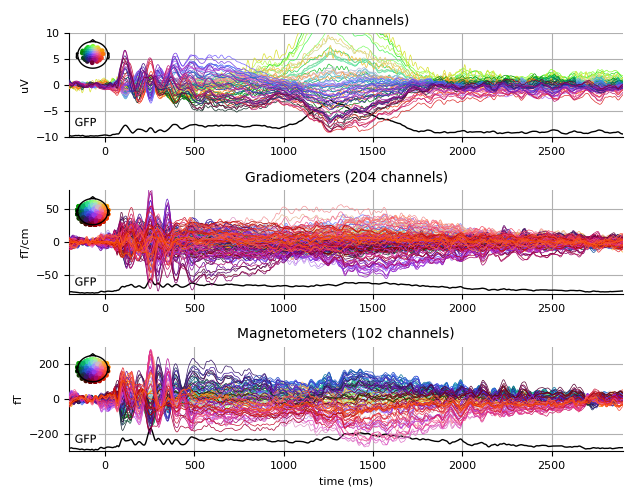 EEG (70 channels)
10
5
0
−5
−10
uV
GFP
0 500 1000 1500 2000 2500
Gradiometers (204 channels)
50
0
−50
fT/cm
GFP
0 500 1000 1500 2000 2500
Magnetometers (102 channels)
200
0
−200
fT
GFP
0 500 1000 1500 2000 2500
time (ms)